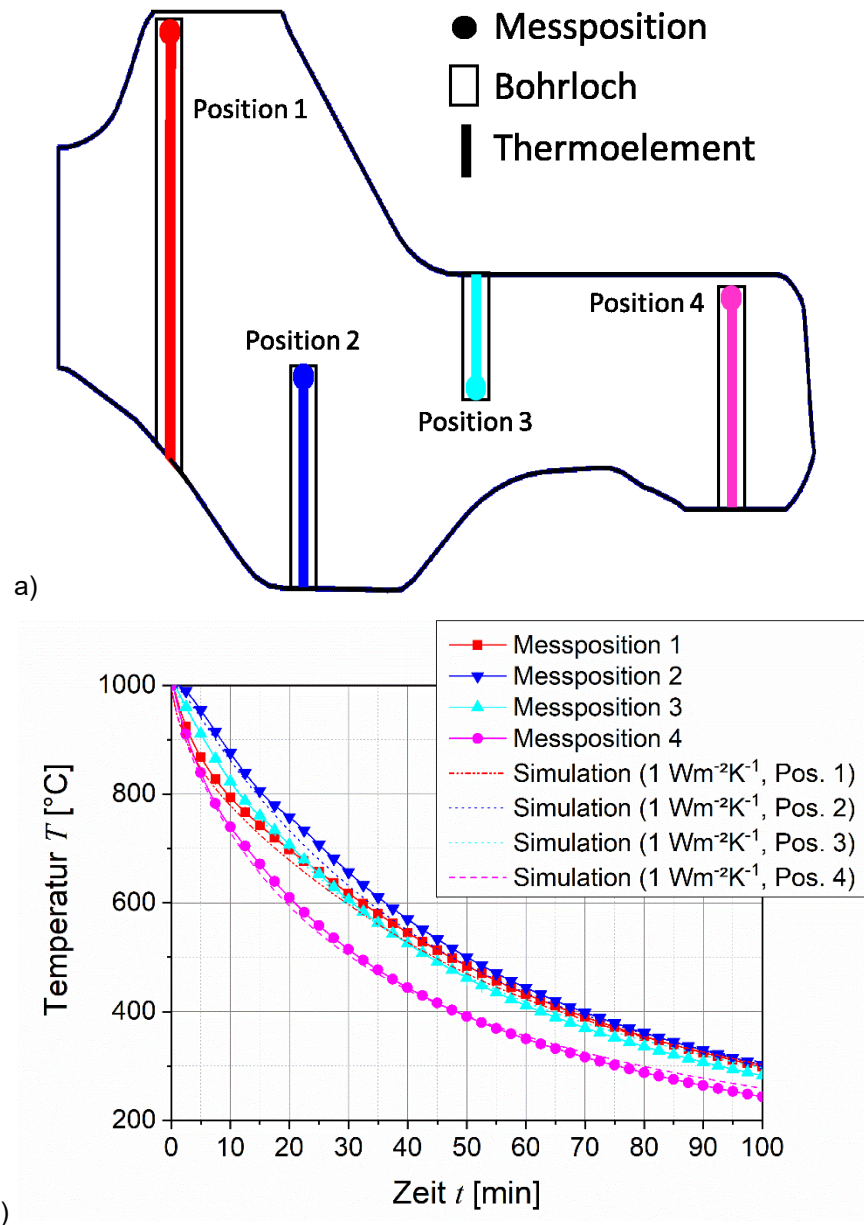 Messposition
Bohrloch
Thermoelement
Position 1
Position 2
Position 3
Position 4
a)
Messposition 1
Messposition 2
Messposition 3
Messposition 4
Simulation (1 Wm⁻²K⁻¹, Pos. 1)
Simulation (1 Wm⁻²K⁻¹, Pos. 2)
Simulation (1 Wm⁻²K⁻¹, Pos. 3)
Simulation (1 Wm⁻²K⁻¹, Pos. 4)
Temperatur T [°C]
1000
800
600
400
200
0 10 20 30 40 50 60 70 80 90 100
Zeit t [min]
)